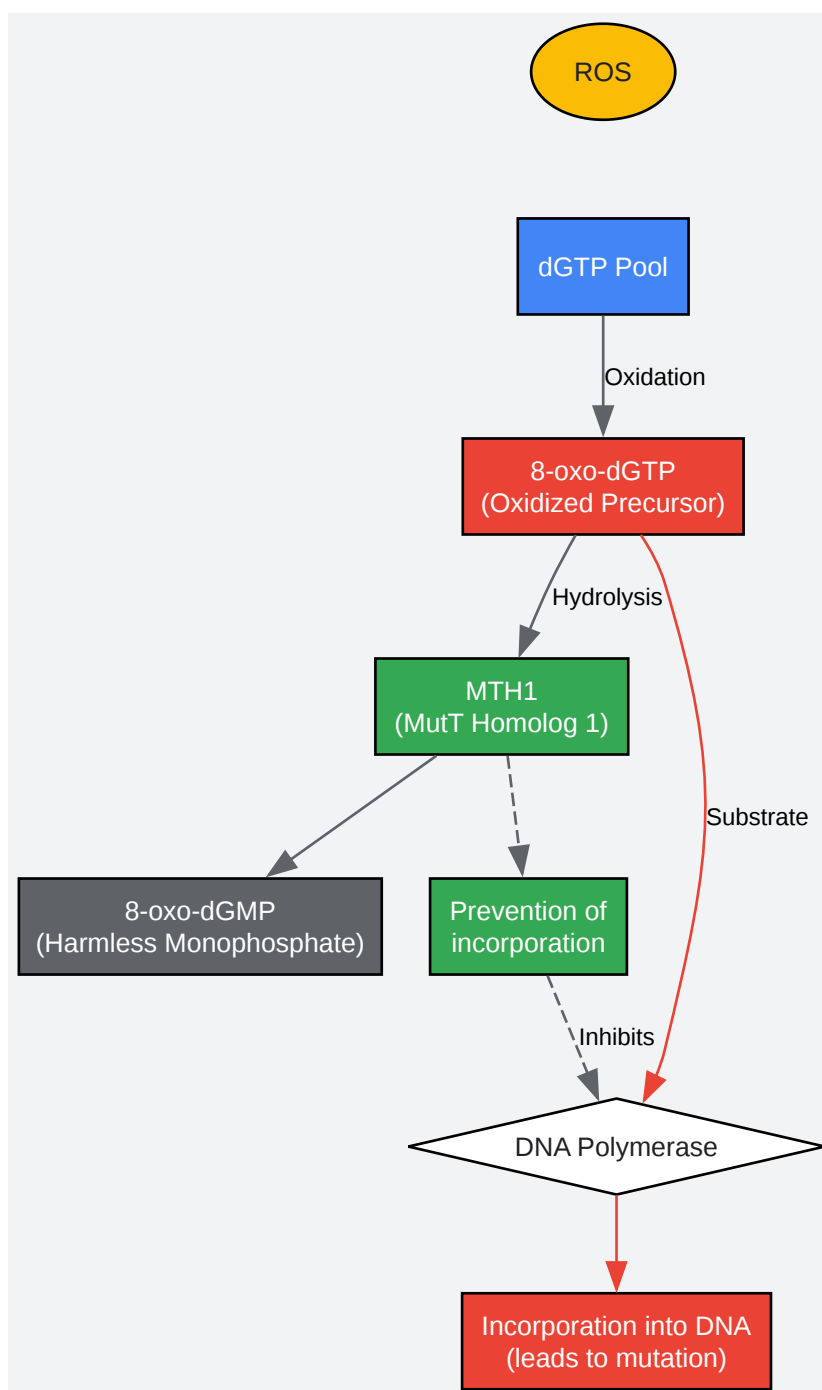 ROS
dGTP Pool
Oxidation
8-oxo-dGTP
(Oxidized Precursor)
Hydrolysis
MTH1
(MutT Homolog 1)
Substrate
8-oxo-dGMP
(Harmless Monophosphate)
Prevention of
incorporation
Inhibits
DNA Polymerase
Incorporation into DNA
(leads to mutation)